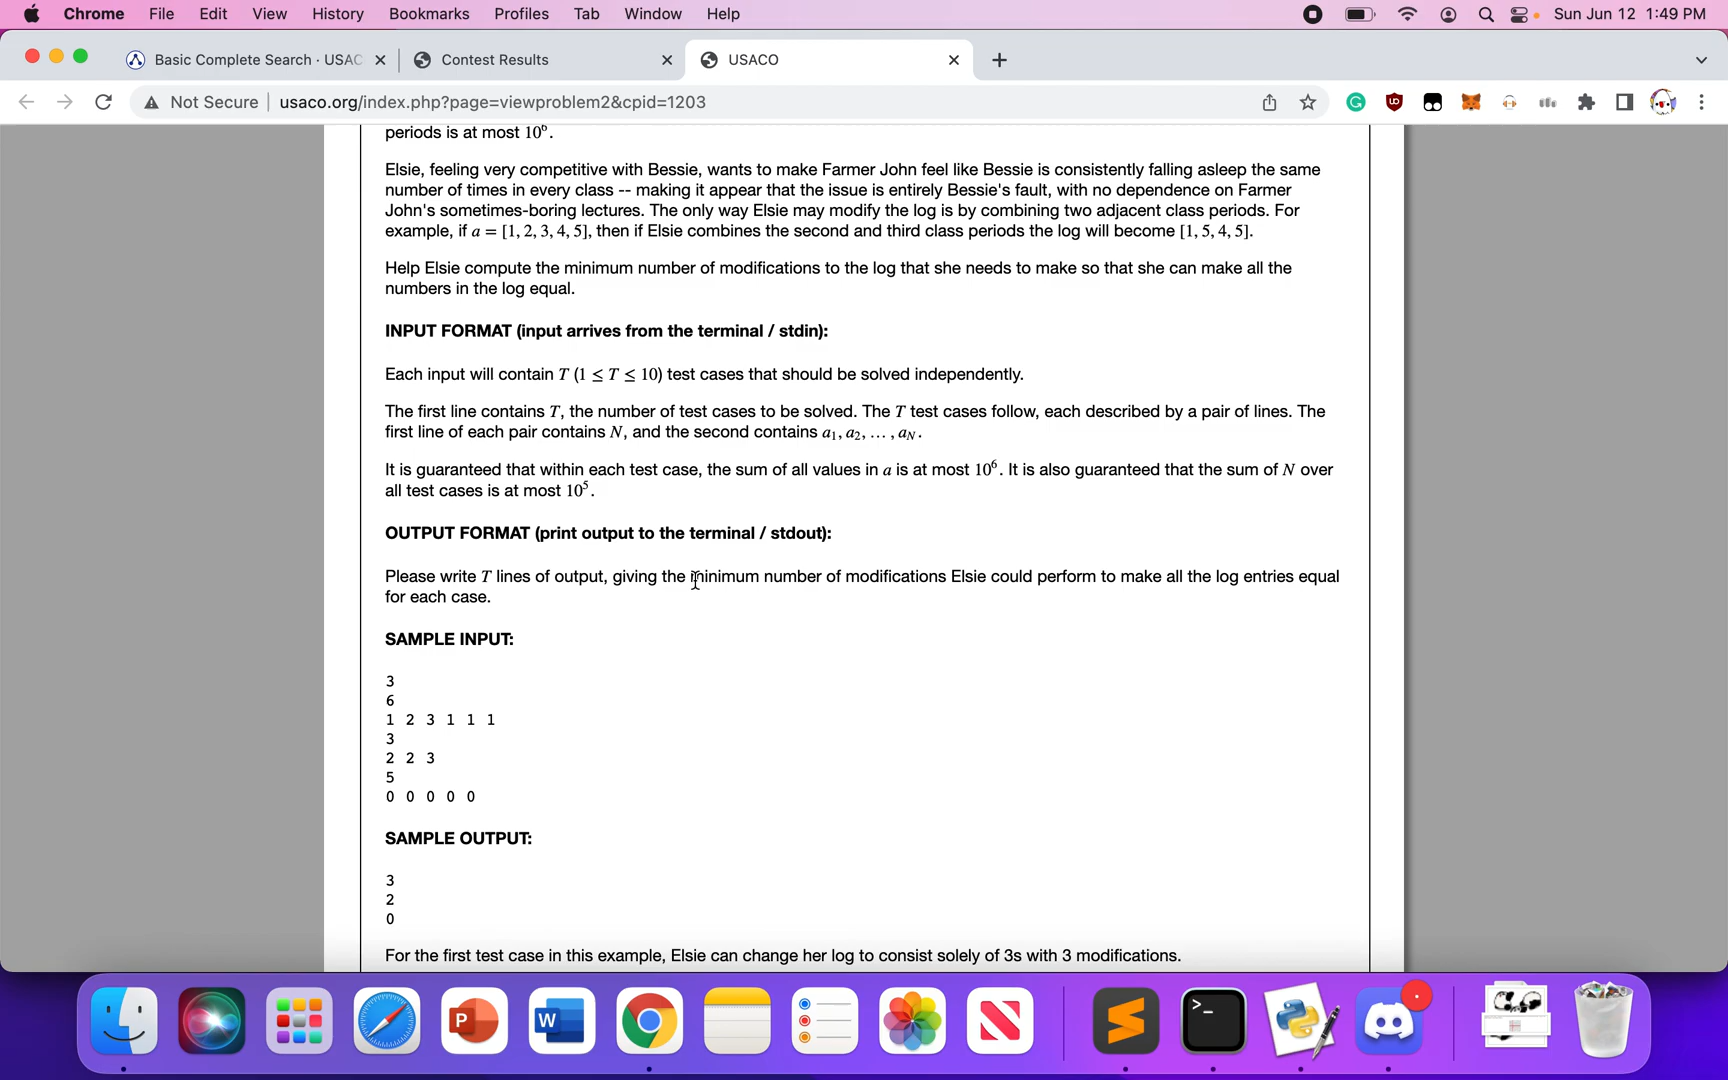 Chrome File Edit View History Bookmarks Profiles Tab Window Help Sun Jun 12 1:49 PM
Basic Complete Search · USAC Contest Results USACO
Not Secure usaco.org/index.php?page=viewproblem2&cpid=1203
periods is at most 10⁶.
Elsie, feeling very competitive with Bessie, wants to make Farmer John feel like Bessie is consistently falling asleep the same
number of times in every class -- making it appear that the issue is entirely Bessie's fault, with no dependence on Farmer
John's sometimes-boring lectures. The only way Elsie may modify the log is by combining two adjacent class periods. For
example, if a = [1, 2, 3, 4, 5], then if Elsie combines the second and third class periods the log will become [1, 5, 4, 5].
Help Elsie compute the minimum number of modifications to the log that she needs to make so that she can make all the
numbers in the log equal.
INPUT FORMAT (input arrives from the terminal / stdin):
Each input will contain T (1 ≤ T ≤ 10) test cases that should be solved independently.
The first line contains T, the number of test cases to be solved. The T test cases follow, each described by a pair of lines. The
first line of each pair contains N, and the second contains a₁, a₂, … , a_N.
It is guaranteed that within each test case, the sum of all values in a is at most 10⁶. It is also guaranteed that the sum of N over
all test cases is at most 10⁵.
OUTPUT FORMAT (print output to the terminal / stdout):
Please write T lines of output, giving the minimum number of modifications Elsie could perform to make all the log entries equal
for each case.
SAMPLE INPUT:
3
6
1 2 3 1 1 1
3
2 2 3
5
0 0 0 0 0
SAMPLE OUTPUT:
3
2
0
For the first test case in this example, Elsie can change her log to consist solely of 3s with 3 modifications.
P
W